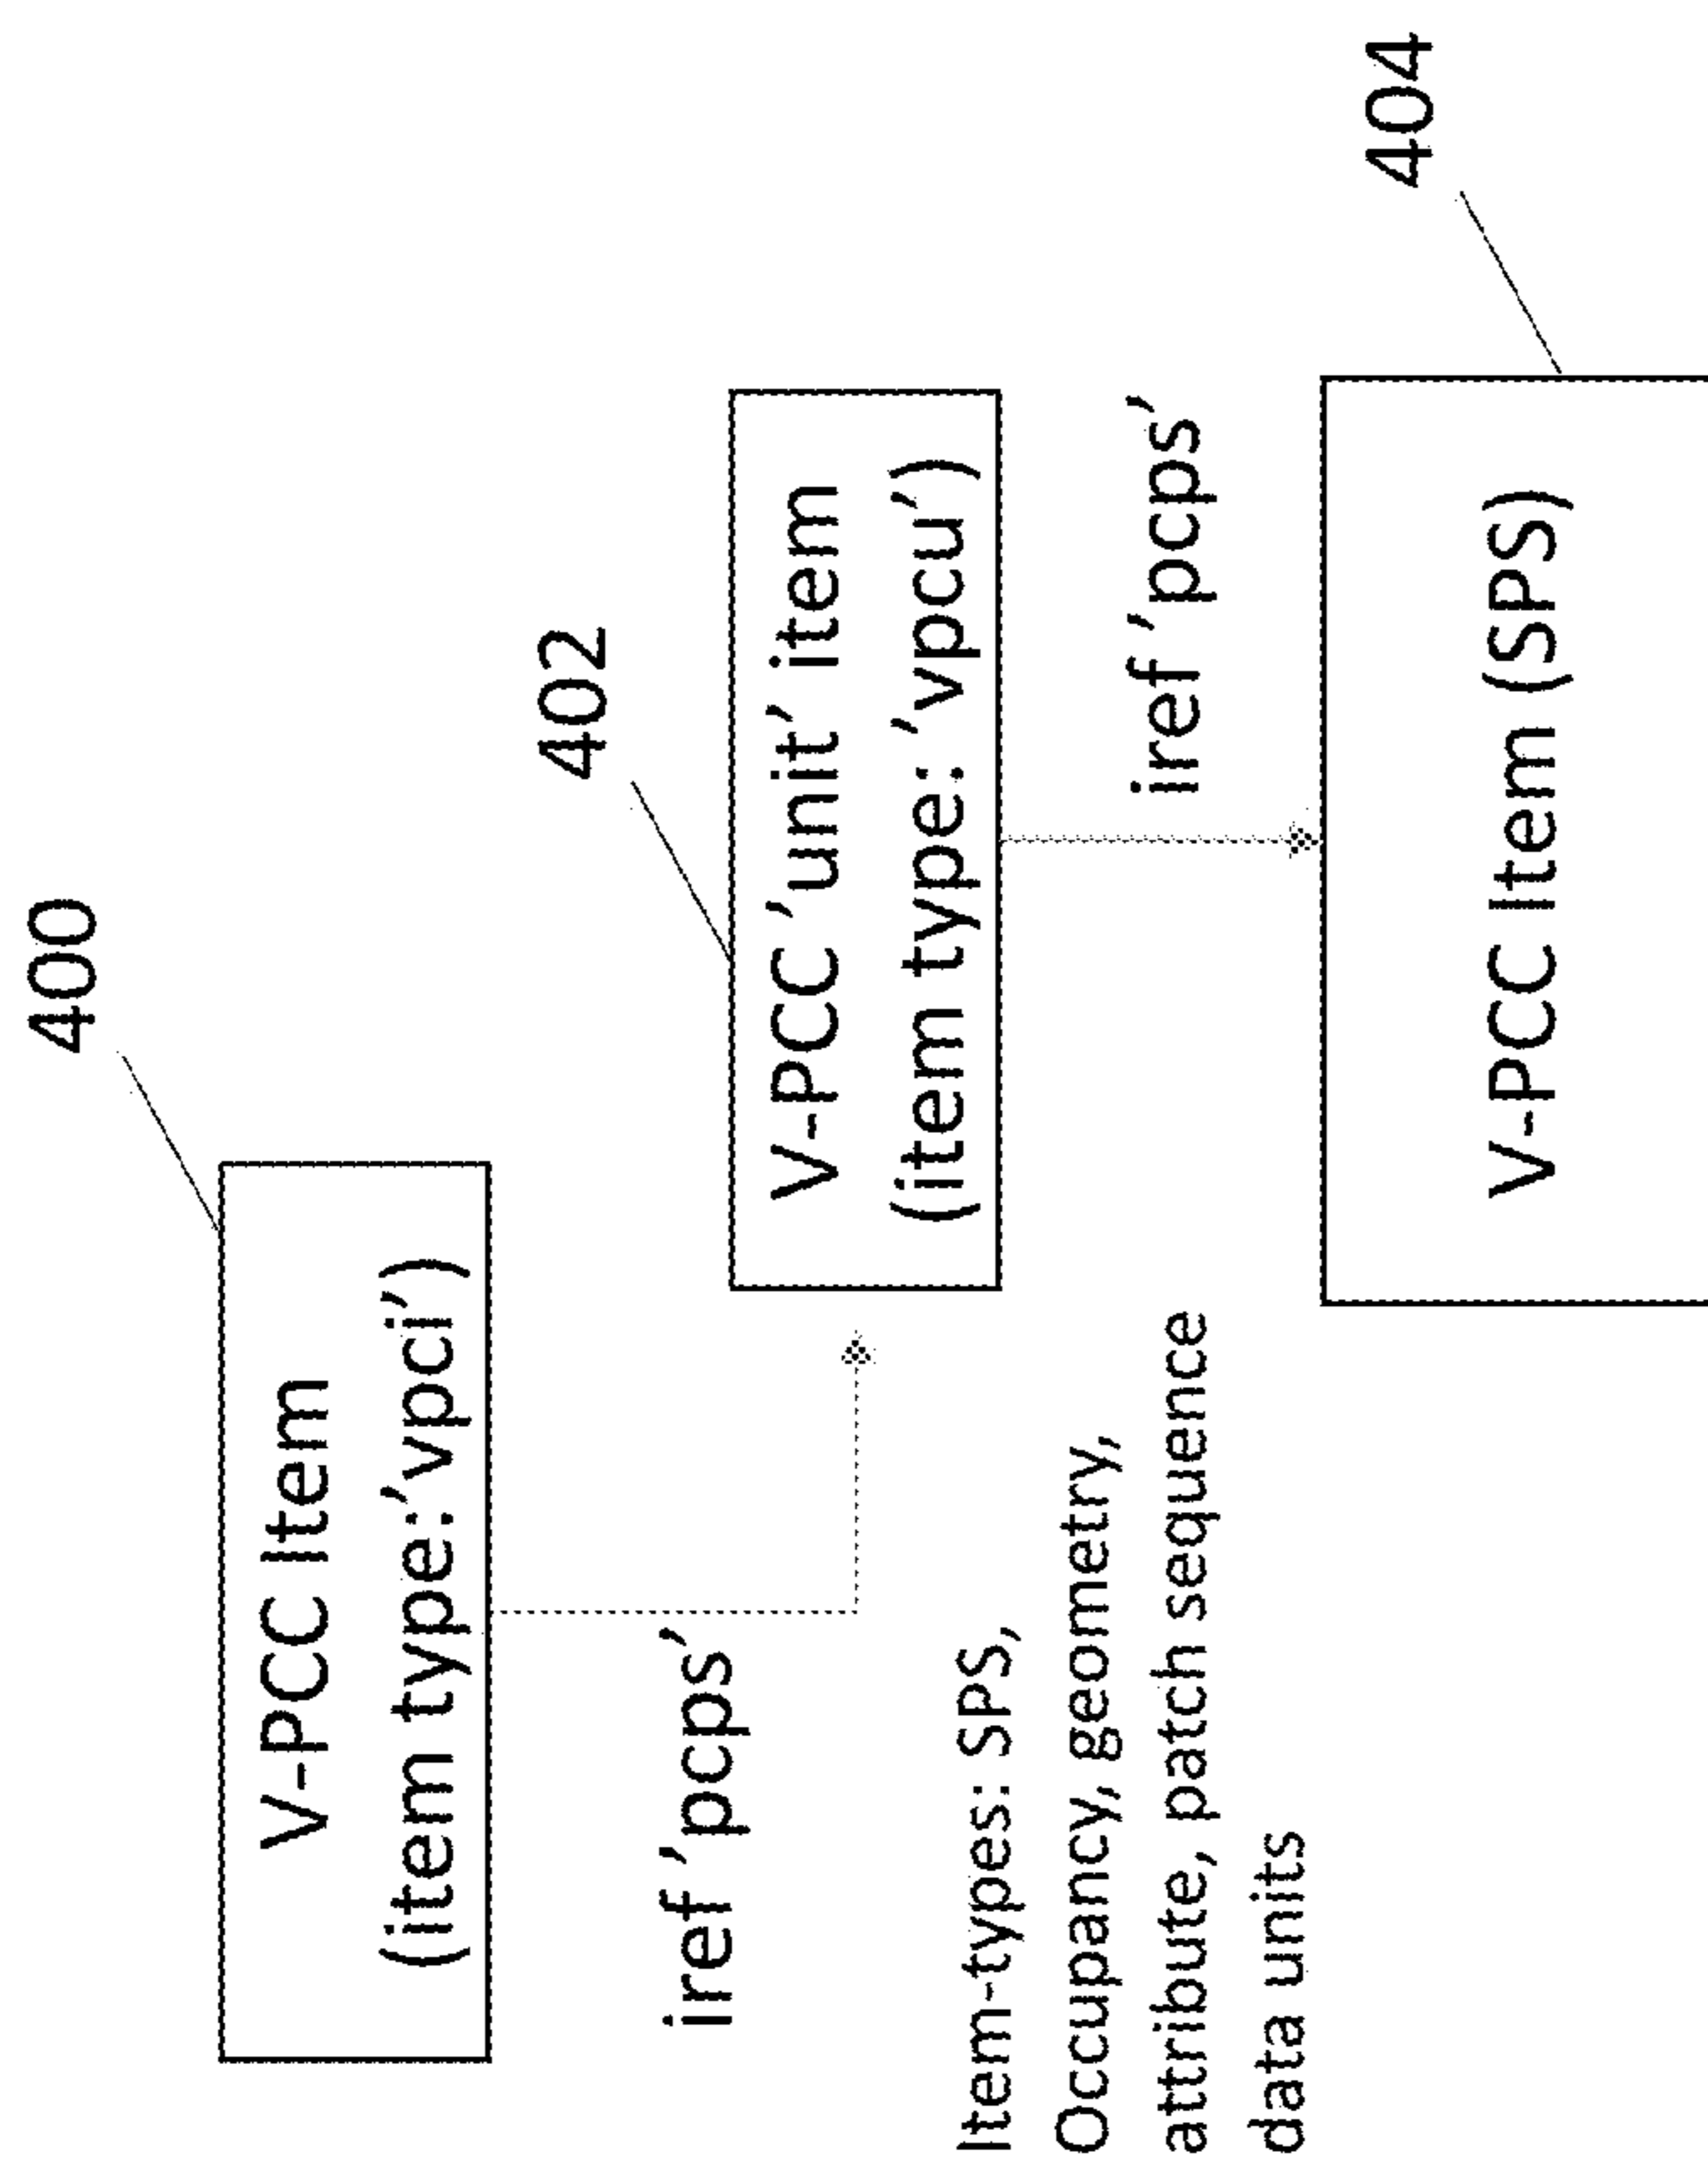 400
V-PCC Item
(item type:'vpci')
iref 'pcps'
402
V-PCC 'unit' item
(item type:'vpcu')
Item-types: SPS,
Occupancy, geometry,
attribute, patch sequence
data units
iref 'pcps'
404
V-PCC Item (SPS)